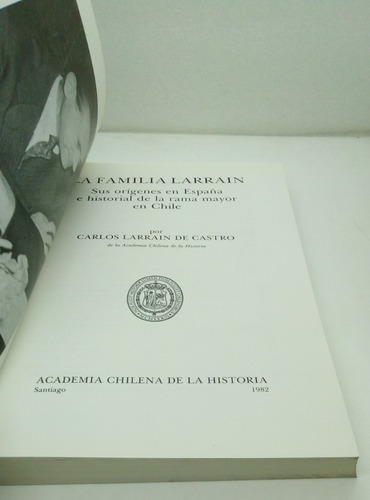 LA FAMILIA LARRAIN
Sus orígenes en España
e historial de la rama mayor
en Chile
por
CARLOS LARRAIN DE CASTRO
de la Academia Chilena de la Historia
ACADEMIA CHILENA DE LA HISTORIA
Santiago 1982